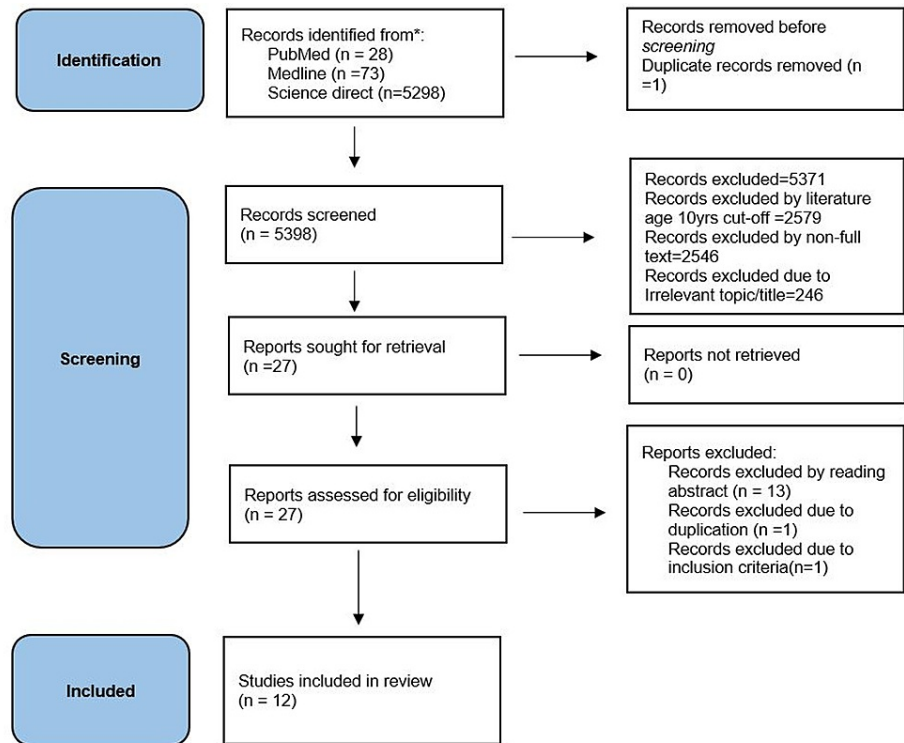 Identification
Records identified from*:
PubMed (n = 28)
Medline (n =73)
Science direct (n=5298)
Records removed before
screening
Duplicate records removed (n
=1)
Screening
Records screened
(n = 5398)
Records excluded=5371
Records excluded by literature
age 10yrs cut-off =2579
Records excluded by non-full
text=2546
Records excluded due to
Irrelevant topic/title=246
Reports sought for retrieval
(n =27)
Reports not retrieved
(n = 0)
Reports assessed for eligibility
(n = 27)
Reports excluded:
Records excluded by reading
abstract (n = 13)
Records excluded due to
duplication (n =1)
Records excluded due to
inclusion criteria(n=1)
Included
Studies included in review
(n = 12)